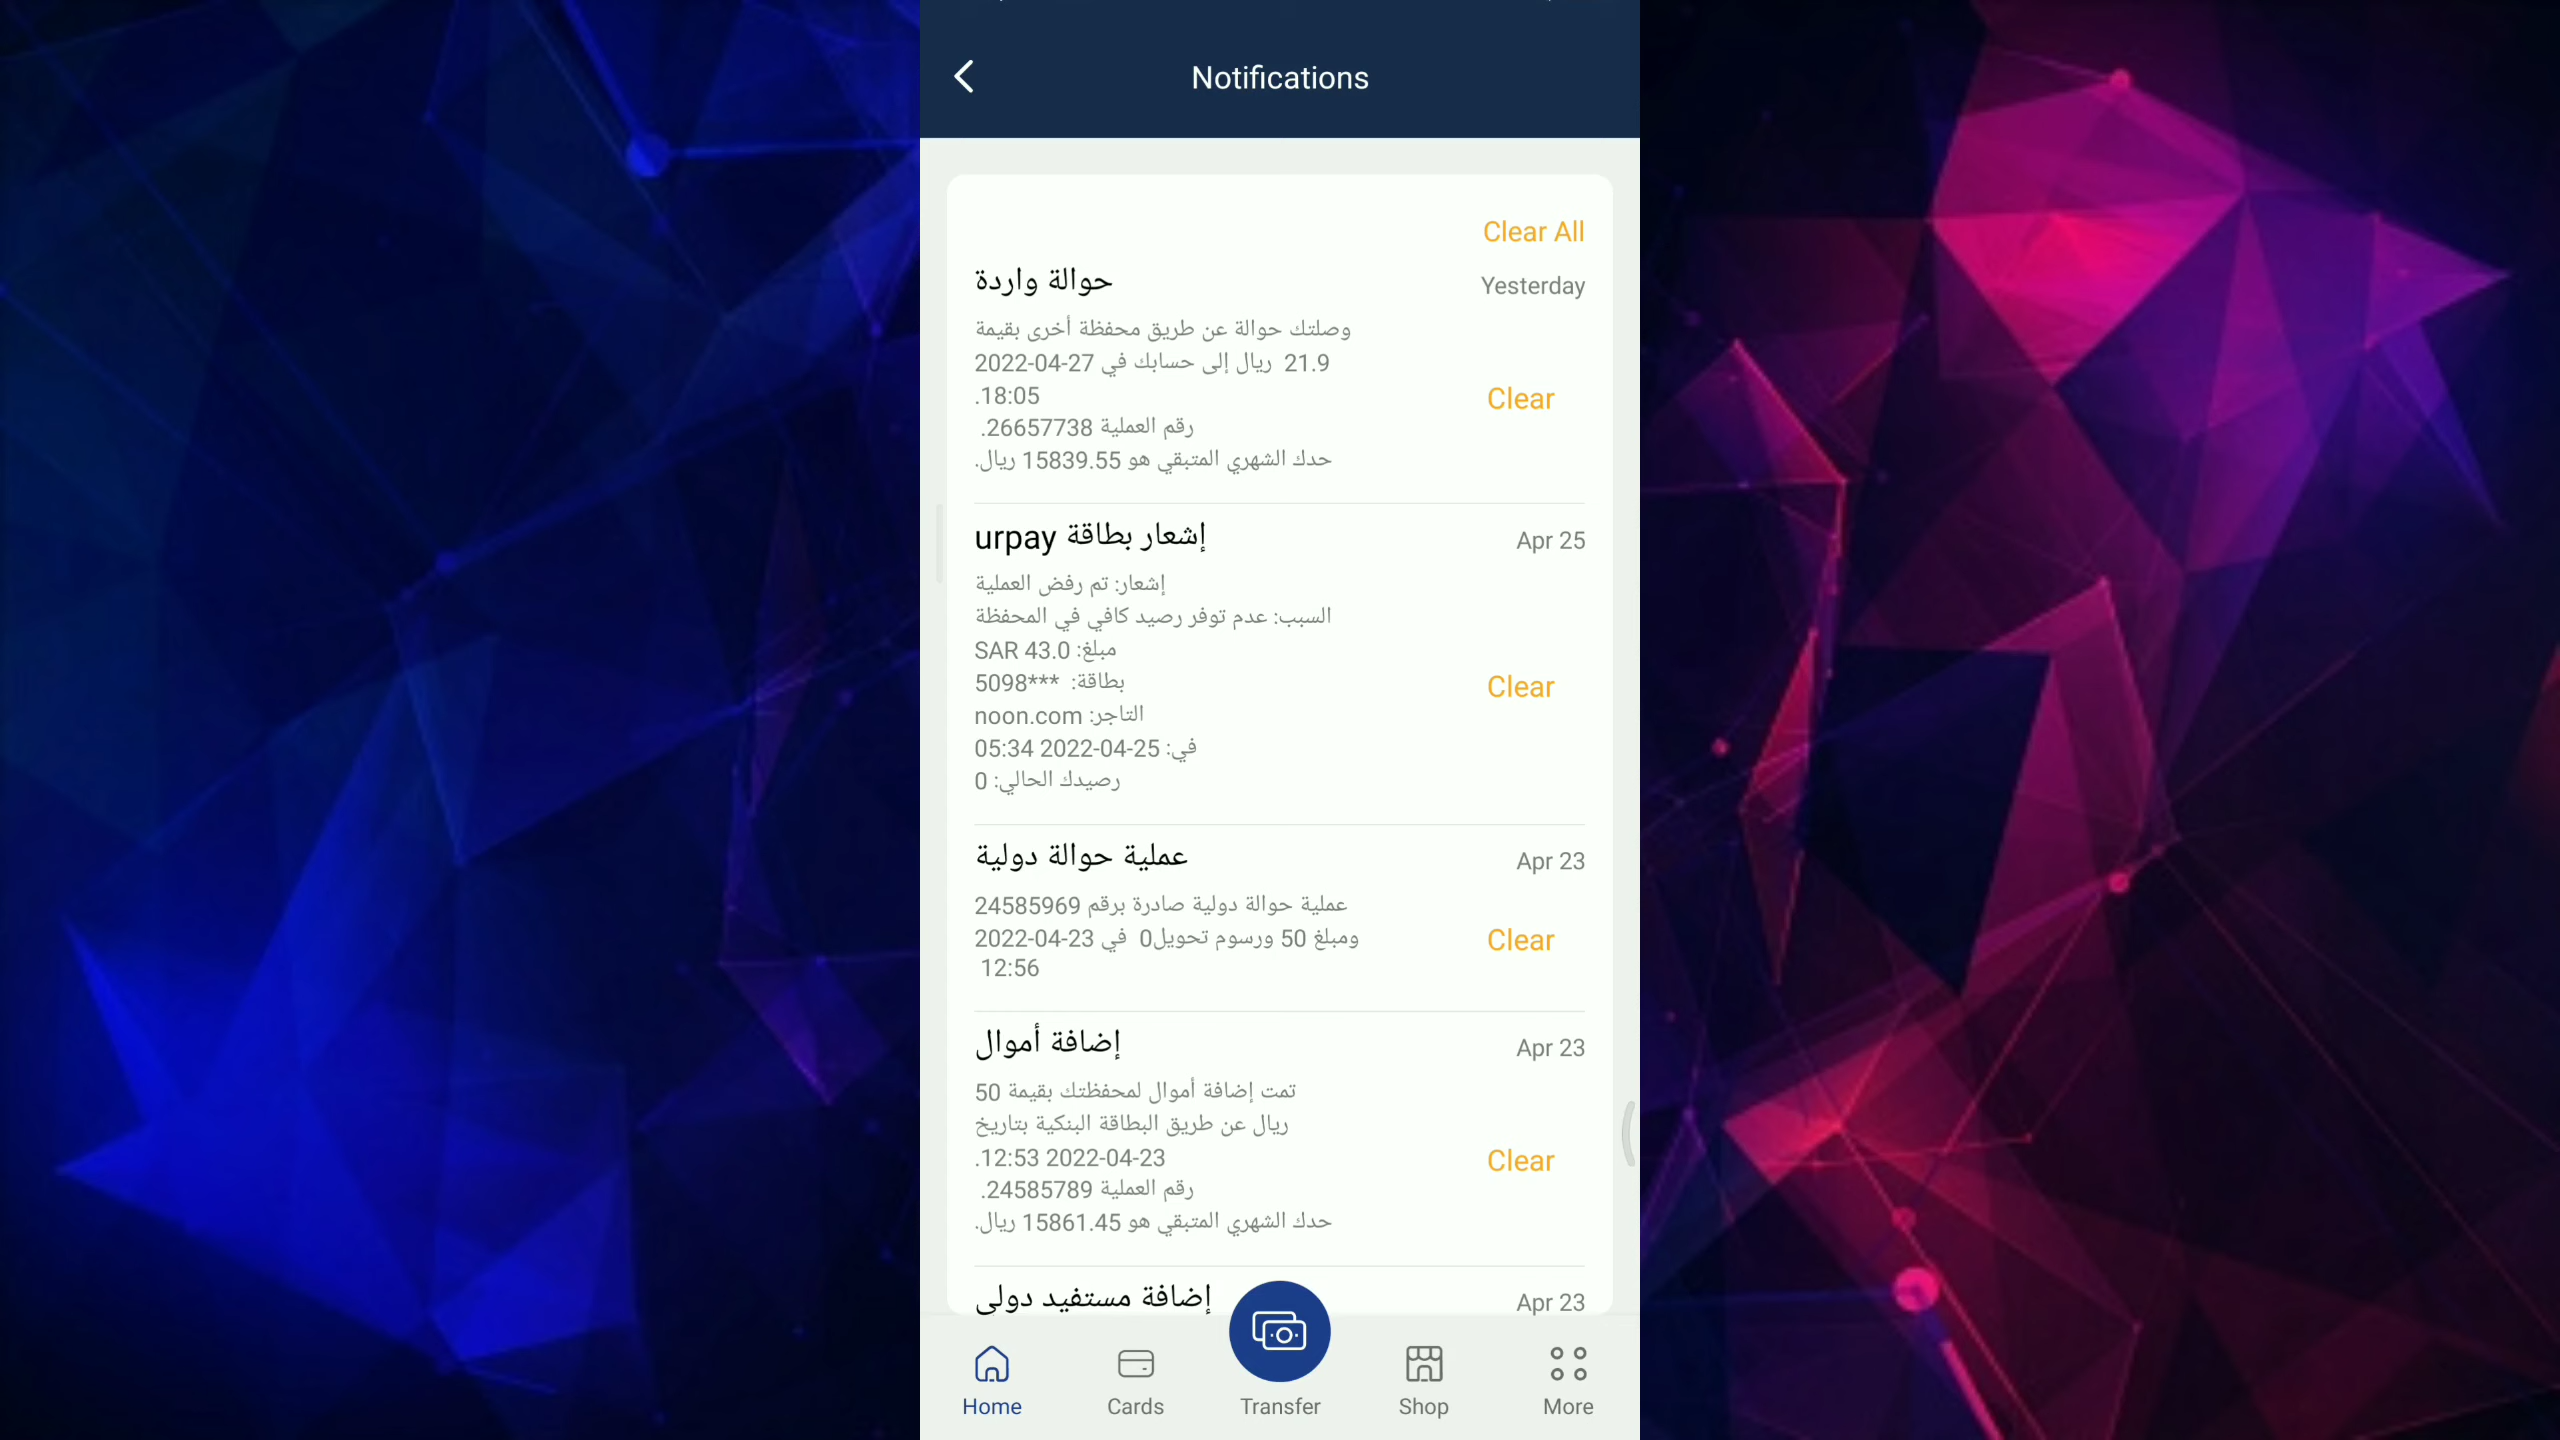 Notifications
Clear All
حوالة واردة
Yesterday
وصلتك حوالة عن طريق محفظة أخرى بقيمة
21.9 ريال إلى حسابك في 27-04-2022
18:05.
رقم العملية 26657738.
حدك الشهري المتبقي هو 15839.55 ريال.
Clear
إشعار بطاقة urpay
Apr 25
إشعار: تم رفض العملية
السبب: عدم توفر رصيد كافي في المحفظة
مبلغ: SAR 43.0
بطاقة: 5098***
التاجر: noon.com
في: 25-04-2022 05:34
رصيدك الحالي: 0
Clear
عملية حوالة دولية
Apr 23
عملية حوالة دولية صادرة برقم 24585969
ومبلغ 50 ورسوم تحويل0 في 23-04-2022
12:56
Clear
إضافة أموال
Apr 23
تمت إضافة أموال لمحفظتك بقيمة 50
ريال عن طريق البطاقة البنكية بتاريخ
23-04-2022 12:53.
رقم العملية 24585789.
حدك الشهري المتبقي هو 15861.45 ريال.
Clear
إضافة مستفيد دولي
Apr 23
Home
Cards
Transfer
Shop
More